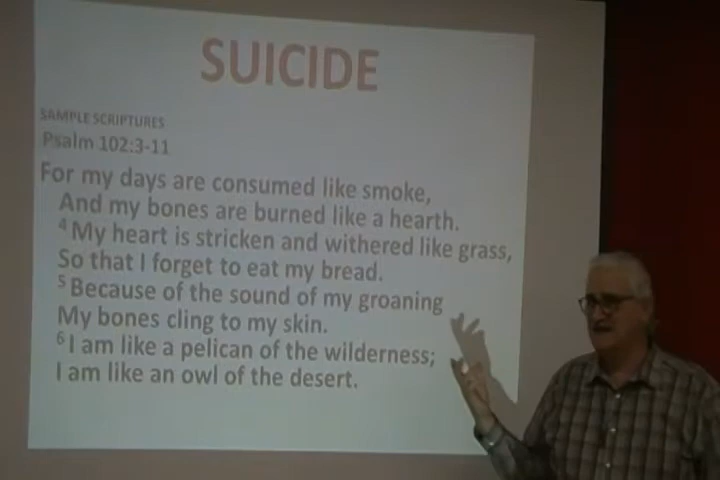 SUICIDE
SAMPLE SCRIPTURES
Psalm 102:3-11
For my days are consumed like smoke,
And my bones are burned like a hearth.
4 My heart is stricken and withered like grass,
So that I forget to eat my bread.
5 Because of the sound of my groaning
My bones cling to my skin.
6 I am like a pelican of the wilderness;
I am like an owl of the desert.